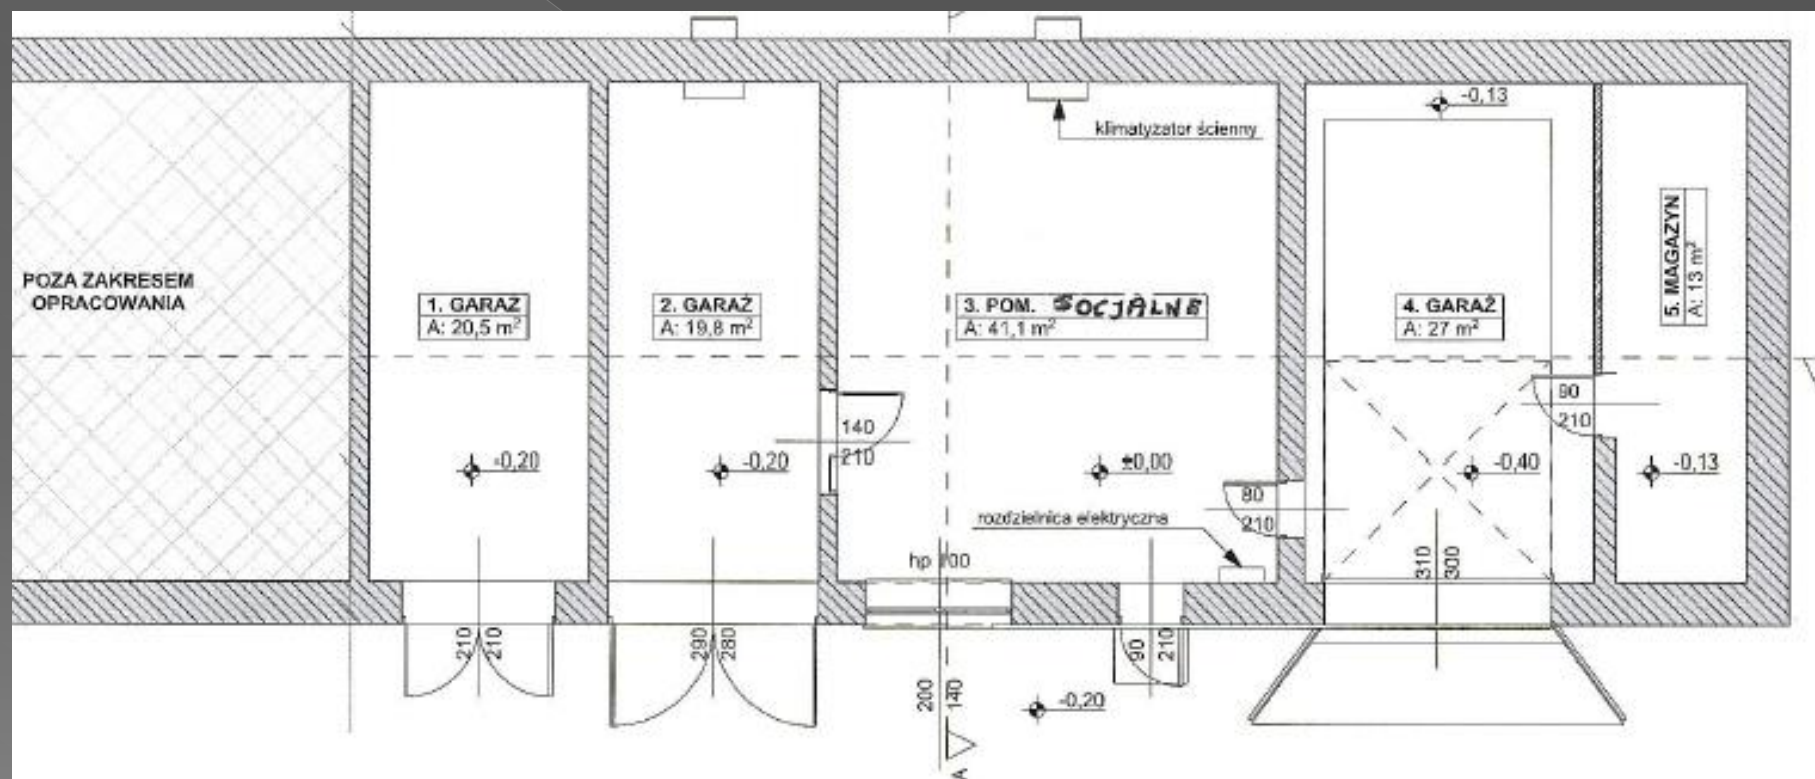 -0,13
klimatyzator ścienny
POZA ZAKRESEM
OPRACOWANIA
1. GARAŻ
A: 20,5 m²
2. GARAŻ
A: 19,8 m²
3. POM. SOCJALNE
A: 41,1 m²
4. GARAŻ
A: 27 m²
5. MAGAZYN
A: 13 m²
90
210
140
210
-0,20
-0,20
±0,00
-0,40
-0,13
80
210
rozdzielnica elektryczna
hp 100
310
300
210
210
290
280
90
210
200
140
-0,20
A